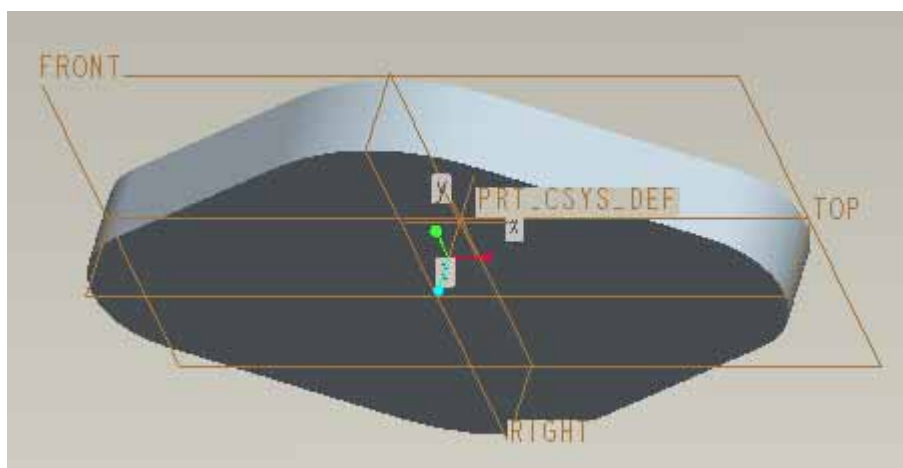 FRONT
y
PRT_CSYS_DEF
TOP
x
RIGHT